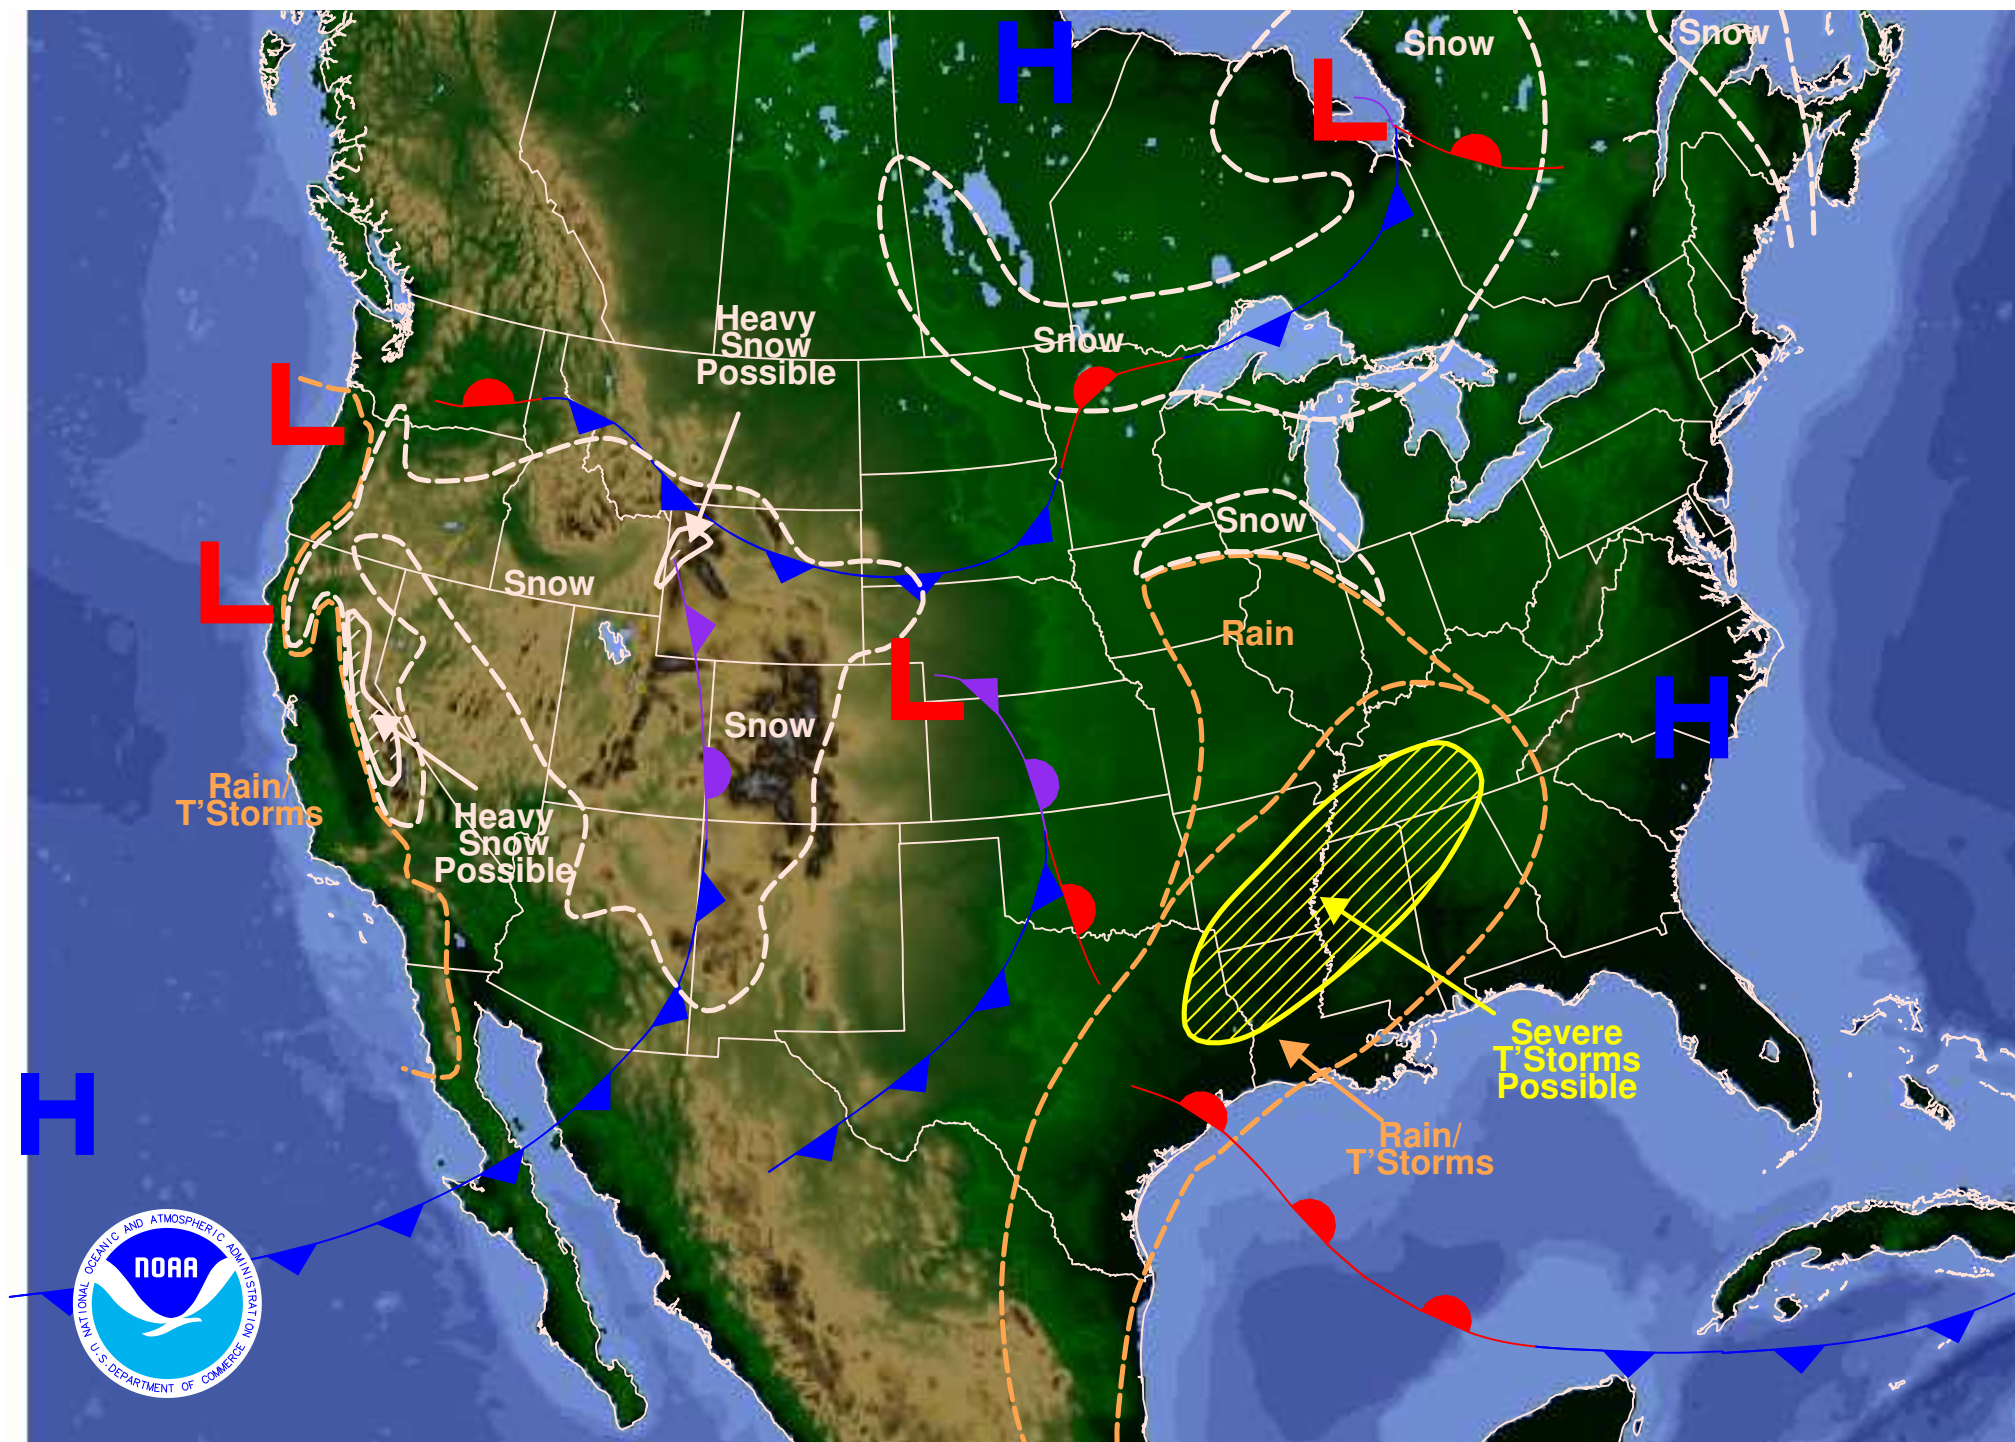 H
Snow
Snow
L
Heavy
Snow
Possible
Snow
L
L
Snow
Snow
Rain
L
Snow
H
Rain/
T'Storms
Heavy
Snow
Possible
Severe
T'Storms
Possible
H
Rain/
T'Storms
NATIONAL OCEANIC AND ATMOSPHERIC ADMINISTRATION
NOAA
U.S. DEPARTMENT OF COMMERCE